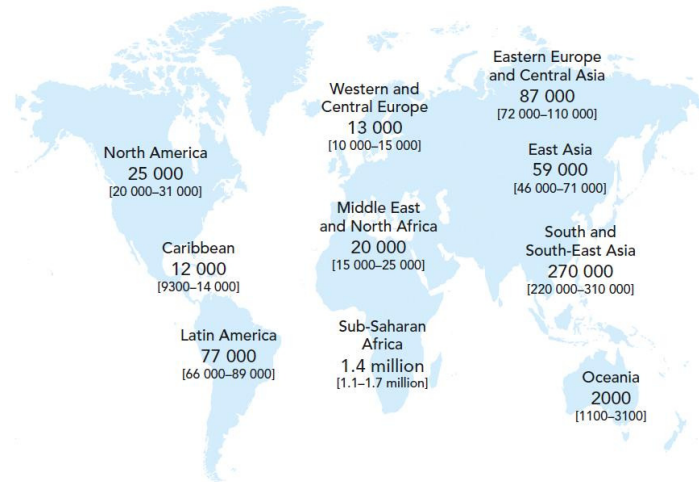 Eastern Europe
and Central Asia
87 000
[72 000–110 000]
Western and
Central Europe
13 000
[10 000–15 000]
North America
25 000
[20 000–31 000]
East Asia
59 000
[46 000–71 000]
Middle East
and North Africa
20 000
[15 000–25 000]
South and
South-East Asia
270 000
[220 000–310 000]
Caribbean
12 000
[9300–14 000]
Latin America
77 000
[66 000–89 000]
Sub-Saharan
Africa
1.4 million
[1.1–1.7 million]
Oceania
2000
[1100–3100]